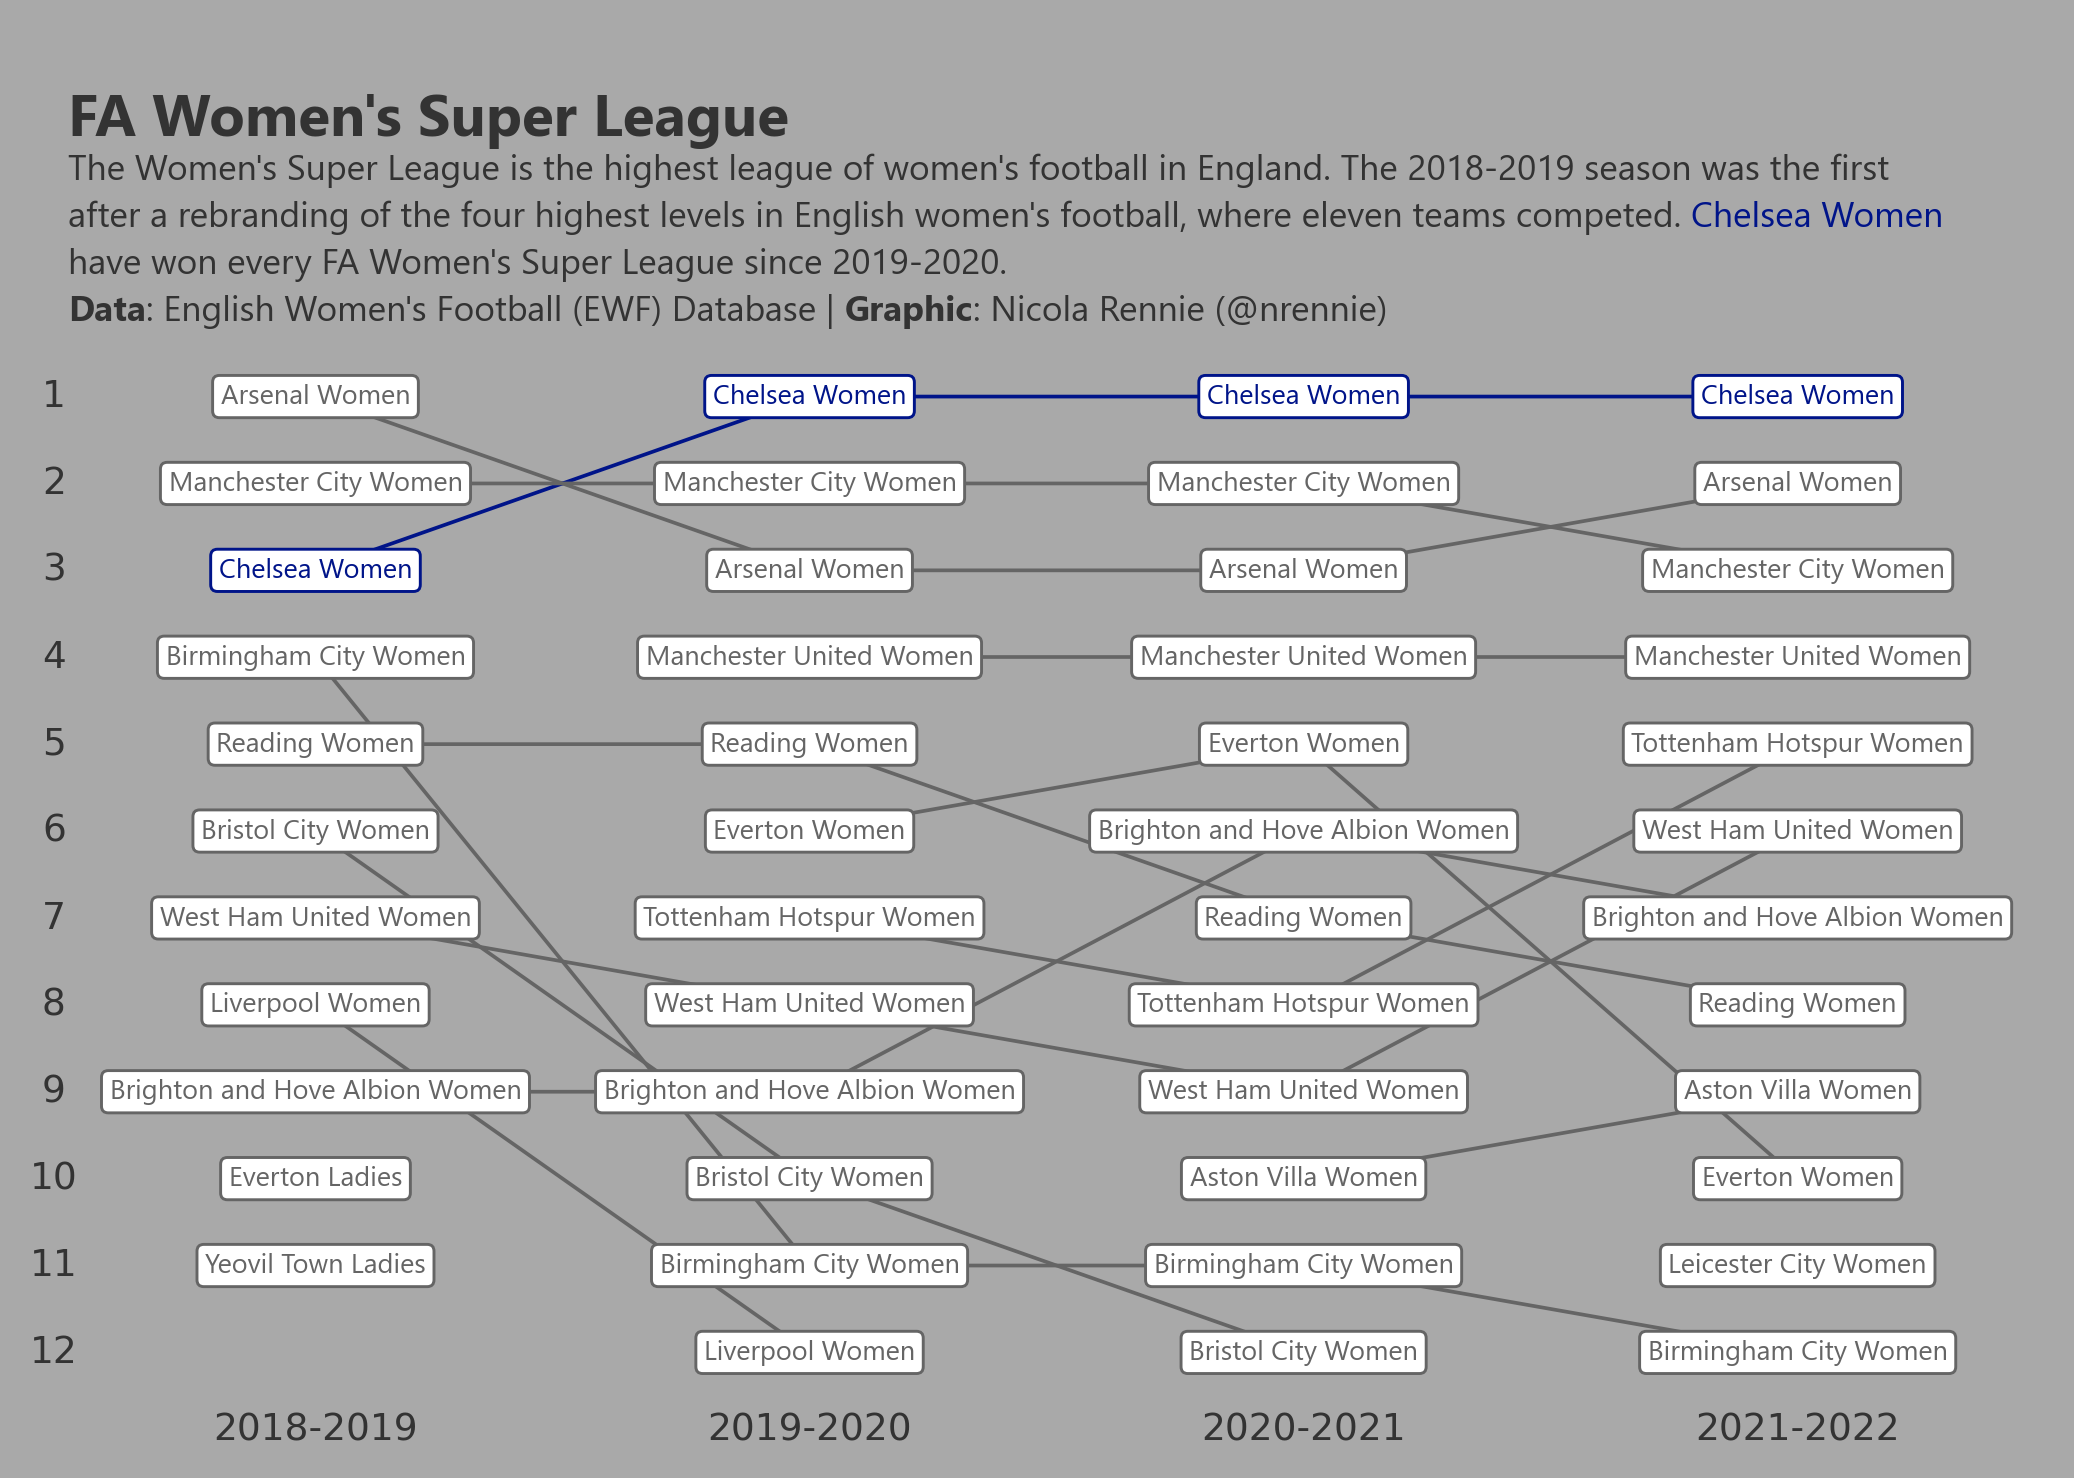 FA Women's Super League
The Women's Super League is the highest league of women's football in England. The 2018-2019 season was the first
after a rebranding of the four highest levels in English women's football, where eleven teams competed. Chelsea Women
have won every FA Women's Super League since 2019-2020.
Data: English Women's Football (EWF) Database | Graphic: Nicola Rennie (@nrennie)
1 Arsenal Women Chelsea Women Chelsea Women Chelsea Women
2 Manchester City Women Manchester City Women Manchester City Women Arsenal Women
3 Chelsea Women Arsenal Women Arsenal Women Manchester City Women
4 Birmingham City Women Manchester United Women Manchester United Women Manchester United Women
5 Reading Women Reading Women Everton Women Tottenham Hotspur Women
6 Bristol City Women Everton Women Brighton and Hove Albion Women West Ham United Women
7 West Ham United Women Tottenham Hotspur Women Reading Women Brighton and Hove Albion Women
8 Liverpool Women West Ham United Women Tottenham Hotspur Women Reading Women
9 Brighton and Hove Albion Women Brighton and Hove Albion Women West Ham United Women Aston Villa Women
10 Everton Ladies Bristol City Women Aston Villa Women Everton Women
11 Yeovil Town Ladies Birmingham City Women Birmingham City Women Leicester City Women
12 Liverpool Women Bristol City Women Birmingham City Women
2018-2019 2019-2020 2020-2021 2021-2022